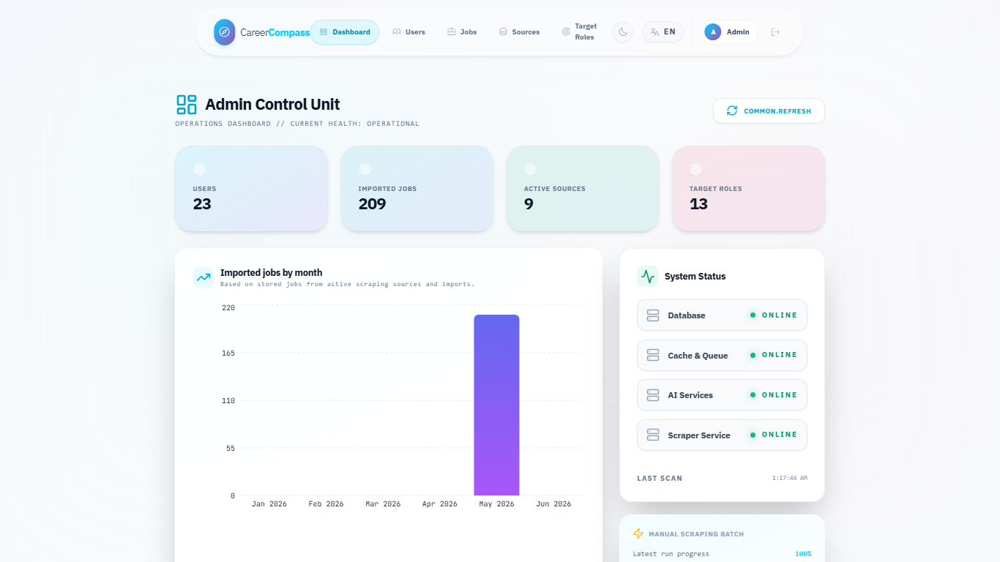 CareerCompass
Dashboard
Users
Jobs
Sources
Target
Roles
EN
A
Admin
Admin Control Unit
OPERATIONS DASHBOARD // CURRENT HEALTH: OPERATIONAL
COMMON.REFRESH
USERS
23
IMPORTED JOBS
209
ACTIVE SOURCES
9
TARGET ROLES
13
Imported jobs by month
Based on stored jobs from active scraping sources and imports.
220
165
110
55
0
Jan 2026
Feb 2026
Mar 2026
Apr 2026
May 2026
Jun 2026
System Status
Database
ONLINE
Cache & Queue
ONLINE
AI Services
ONLINE
Scraper Service
ONLINE
LAST SCAN
1:17:44 AM
MANUAL SCRAPING BATCH
Latest run progress
100%